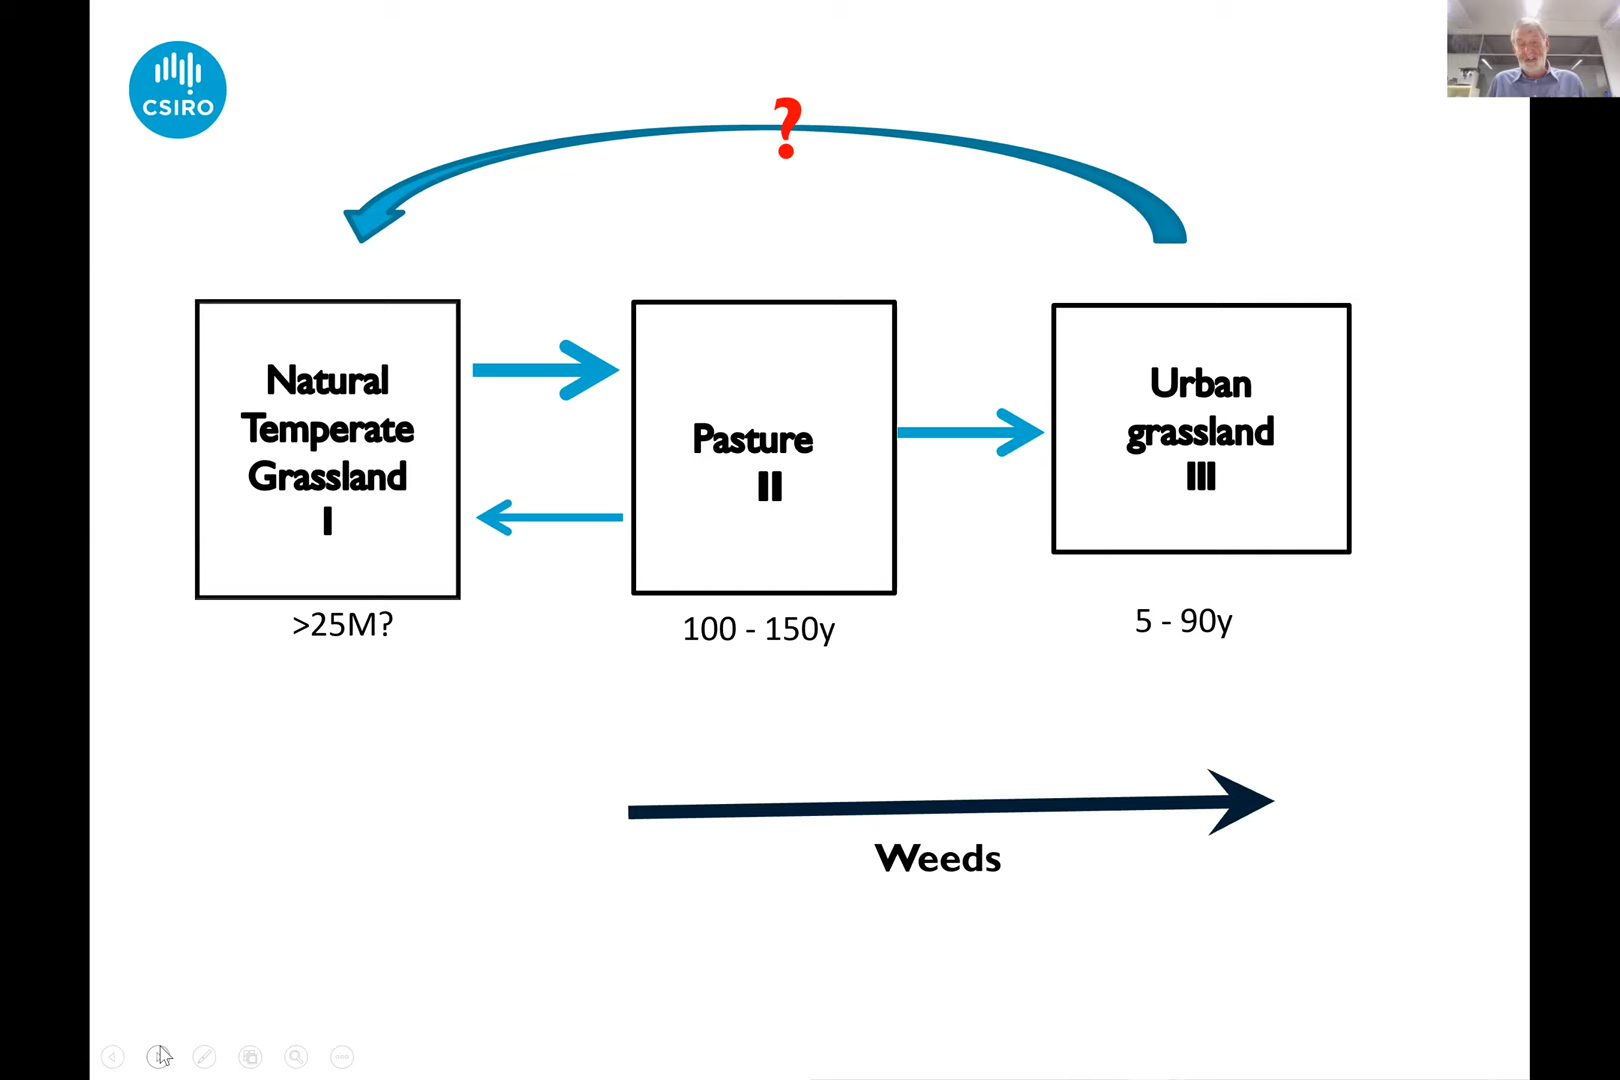 CSIRO
?
Natural
Temperate
Grassland
I
Pasture
II
Urban
grassland
III
>25M?
100 - 150y
5 - 90y
Weeds